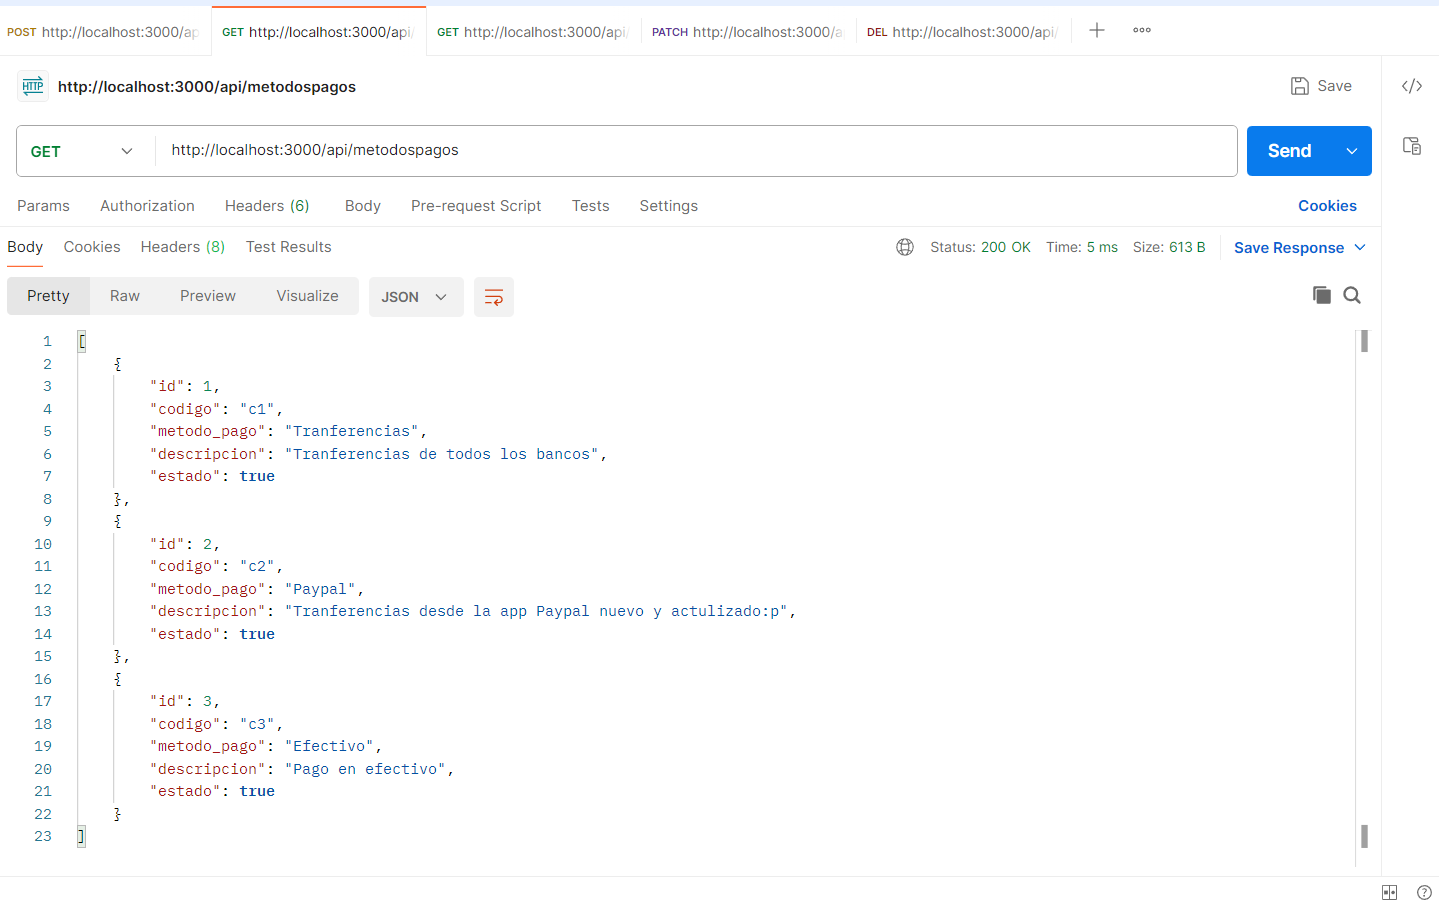 POST http://localhost:3000/ap GET http://localhost:3000/api/ GET http://localhost:3000/api/ PATCH http://localhost:3000/a DEL http://localhost:3000/api/
HTTP http://localhost:3000/api/metodospagos Save
GET http://localhost:3000/api/metodospagos Send
Params Authorization Headers (6) Body Pre-request Script Tests Settings Cookies
Body Cookies Headers (8) Test Results Status: 200 OK Time: 5 ms Size: 613 B Save Response
Pretty Raw Preview Visualize JSON
1 [
2 {
3 "id": 1,
4 "codigo": "c1",
5 "metodo_pago": "Tranferencias",
6 "descripcion": "Tranferencias de todos los bancos",
7 "estado": true
8 },
9 {
10 "id": 2,
11 "codigo": "c2",
12 "metodo_pago": "Paypal",
13 "descripcion": "Tranferencias desde la app Paypal nuevo y actulizado:p",
14 "estado": true
15 },
16 {
17 "id": 3,
18 "codigo": "c3",
19 "metodo_pago": "Efectivo",
20 "descripcion": "Pago en efectivo",
21 "estado": true
22 }
23 ]